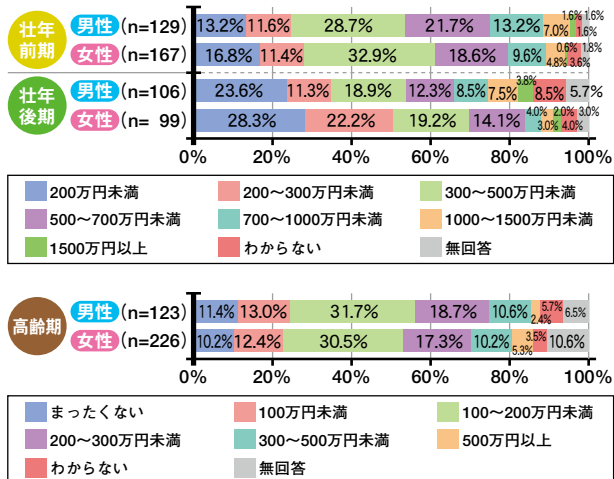 壮年前期
男性 (n=129) 13.2% 11.6% 28.7% 21.7% 13.2% 7.0% 1.6% 1.6% 1.6%
女性 (n=167) 16.8% 11.4% 32.9% 18.6% 9.6% 4.8% 0.6% 3.6% 1.8%
壮年後期
男性 (n=106) 23.6% 11.3% 18.9% 12.3% 8.5% 7.5% 3.8% 8.5% 5.7%
女性 (n= 99) 28.3% 22.2% 19.2% 14.1% 4.0% 3.0% 2.0% 4.0% 3.0%
0% 20% 40% 60% 80% 100%
200万円未満 200〜300万円未満 300〜500万円未満
500〜700万円未満 700〜1000万円未満 1000〜1500万円未満
1500万円以上 わからない 無回答
高齢期
男性 (n=123) 11.4% 13.0% 31.7% 18.7% 10.6% 2.4% 5.7% 6.5%
女性 (n=226) 10.2% 12.4% 30.5% 17.3% 10.2% 5.3% 3.5% 10.6%
0% 20% 40% 60% 80% 100%
まったくない 100万円未満 100〜200万円未満
200〜300万円未満 300〜500万円未満 500万円以上
わからない 無回答